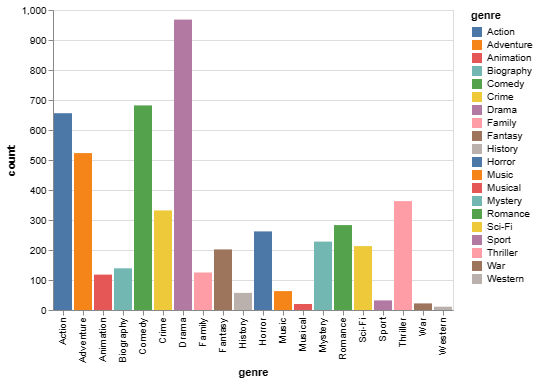 1,000
900
800
700
600
500
400
300
200
100
0
count
Action
Adventure
Animation
Biography
Comedy
Crime
Drama
Family
Fantasy
History
Horror
Music
Musical
Mystery
Romance
Sci-Fi
Sport
Thriller
War
Western
genre
genre
Action
Adventure
Animation
Biography
Comedy
Crime
Drama
Family
Fantasy
History
Horror
Music
Musical
Mystery
Romance
Sci-Fi
Sport
Thriller
War
Western